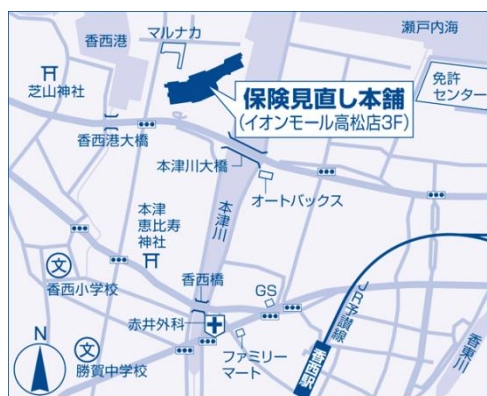 香西港
マルナカ
瀬戸内海
芝山神社
保険見直し本舗
(イオンモール高松店3F)
免許
センター
香西港大橋
本津川大橋
オートバックス
本津
恵比寿
神社
本津川
文
香西小学校
香西橋
GS
JR予讃線
赤井外科
ファミリー
マート
香西駅
香東川
N
文
勝賀中学校